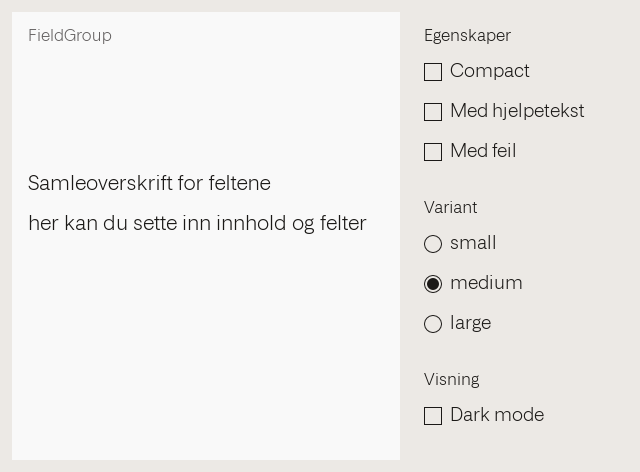 FieldGroup
Samleoverskrift for feltene
her kan du sette inn innhold og felter
Egenskaper
Compact
Med hjelpetekst
Med feil
Variant
small
medium
large
Visning
Dark mode